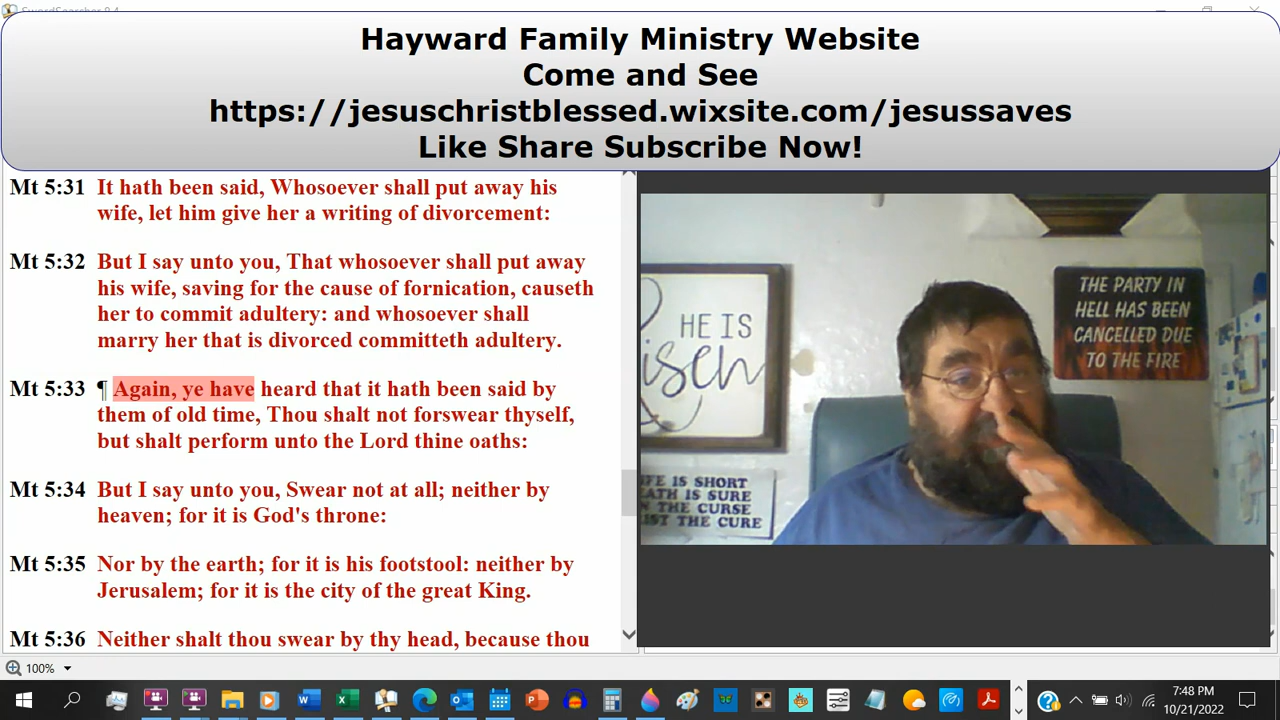 SwordSearcher 8.4
Hayward Family Ministry Website
Come and See
https://jesuschristblessed.wixsite.com/jesussaves
Like Share Subscribe Now!
Mt 5:31 It hath been said, Whosoever shall put away his
wife, let him give her a writing of divorcement:
Mt 5:32 But I say unto you, That whosoever shall put away
his wife, saving for the cause of fornication, causeth
her to commit adultery: and whosoever shall
marry her that is divorced committeth adultery.
Mt 5:33 ¶ Again, ye have heard that it hath been said by
them of old time, Thou shalt not forswear thyself,
but shalt perform unto the Lord thine oaths:
Mt 5:34 But I say unto you, Swear not at all; neither by
heaven; for it is God's throne:
Mt 5:35 Nor by the earth; for it is his footstool: neither by
Jerusalem; for it is the city of the great King.
Mt 5:36 Neither shalt thou swear by thy head, because thou
HE IS
Risen
THE PARTY IN
HELL HAS BEEN
CANCELLED DUE
TO THE FIRE
IS SHORT
IS SURE
THE CURSE
THE CURE
100%
7:48 PM
10/21/2022